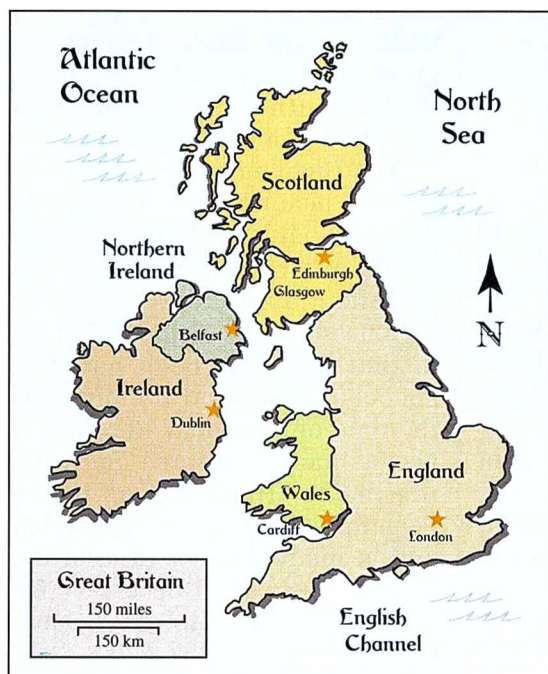 Atlantic
Ocean
North
Sea
Scotland
Northern
Ireland
Edinburgh
Glasgow
N
Belfast
Ireland
Dublin
England
Wales
Cardiff
London
Great Britain
150 miles
150 km
English
Channel